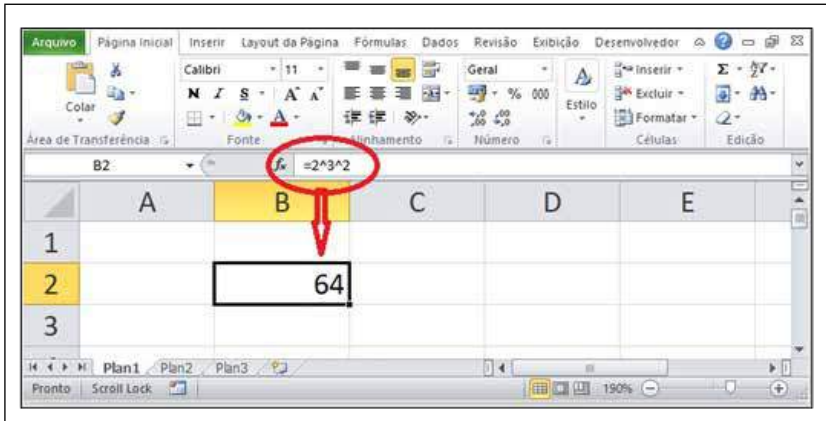 Arquivo Página Inicial Inserir Layout da Página Fórmulas Dados Revisão Exibição Desenvolvedor
Calibri 11 Geral Inserir Σ
N I S A A % 000 Excluir
Colar A Estilo Formatar
Área de Transferência Fonte Alinhamento Número Células Edição
B2 fx =2^3^2
A B C D E
1
2 64
3
Plan1 Plan2 Plan3
Pronto Scroll Lock 190%